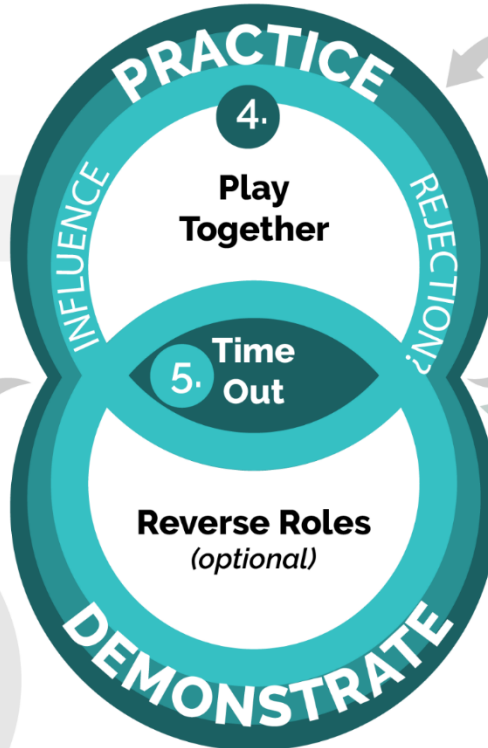 PRACTICE
4.
INFLUENCE
REJECTION?
Play
Together
5.
Time
Out
Reverse Roles
(optional)
DEMONSTRATE